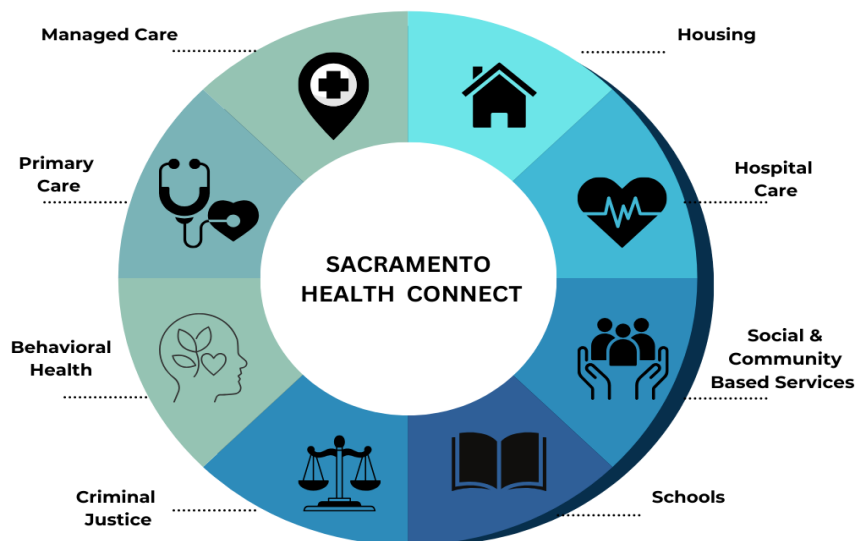 Managed Care
Housing
Primary
Care
Hospital
Care
SACRAMENTO
HEALTH CONNECT
Behavioral
Health
Social &
Community
Based Services
Criminal
Justice
Schools